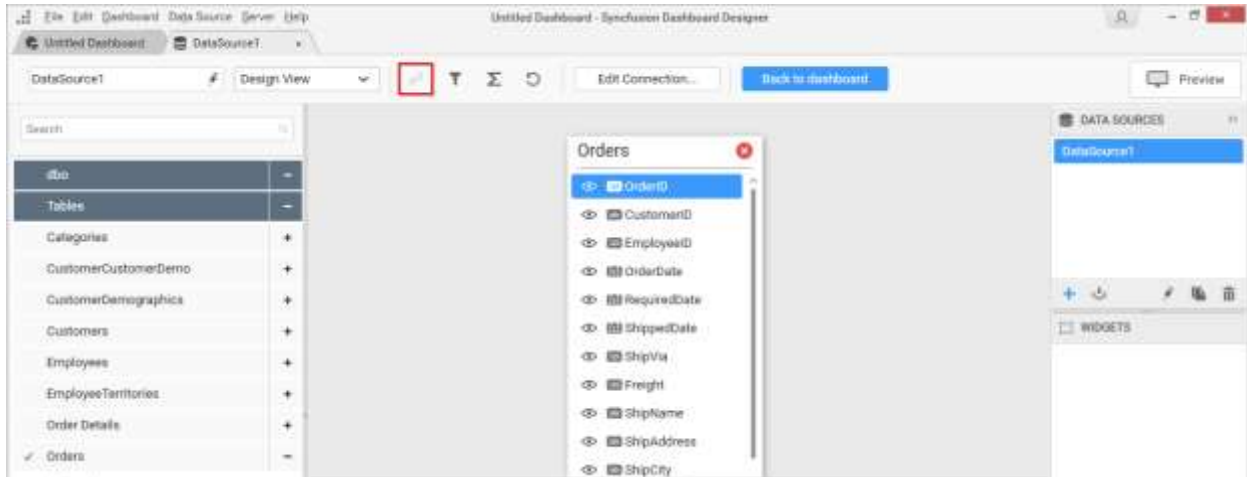 File Edit Dashboard Data Source Server Help
Untitled Dashboard - Syncfusion Dashboard Designer
Untitled Dashboard
DataSource1
DataSource1
Design View
Edit Connection...
Back to dashboard
Preview
Search
dbo
Tables
Categories
CustomerCustomerDemo
CustomerDemographics
Customers
Employees
EmployeeTerritories
Order Details
Orders
Orders
OrderID
CustomerID
EmployeeID
OrderDate
RequiredDate
ShippedDate
ShipVia
Freight
ShipName
ShipAddress
ShipCity
DATA SOURCES
DataSource1
WIDGETS